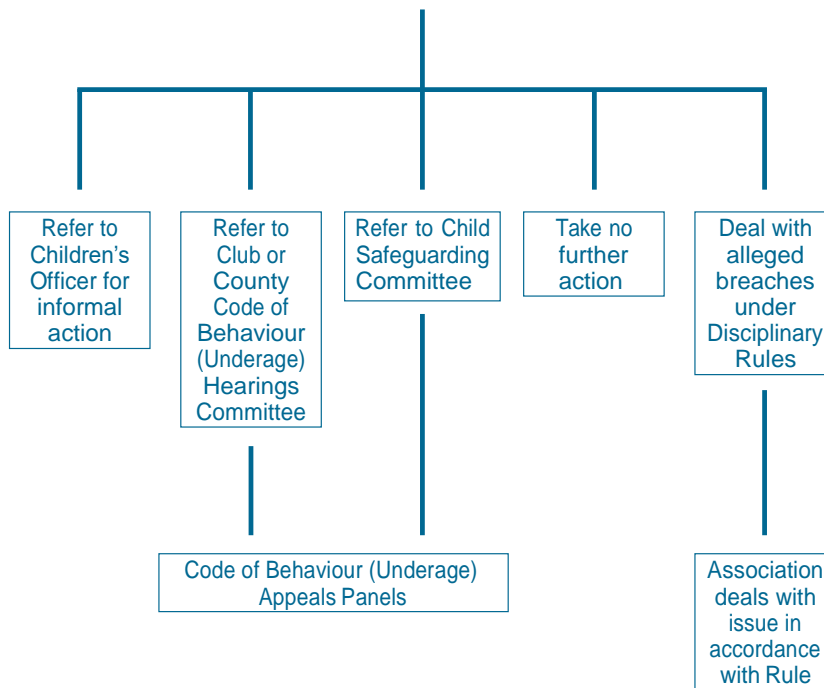 Refer to
Children's
Officer for
informal
action
Refer to
Club or
County
Code of
Behaviour
(Underage)
Hearings
Committee
Refer to Child
Safeguarding
Committee
Take no
further
action
Deal with
alleged
breaches
under
Disciplinary
Rules
Code of Behaviour (Underage)
Appeals Panels
Association
deals with
issue in
accordance
with Rule